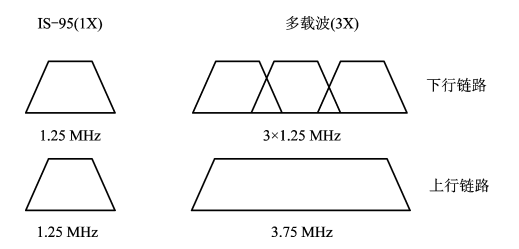 IS-95(1X)
多载波(3X)
下行链路
1.25 MHz
3×1.25 MHz
上行链路
1.25 MHz
3.75 MHz